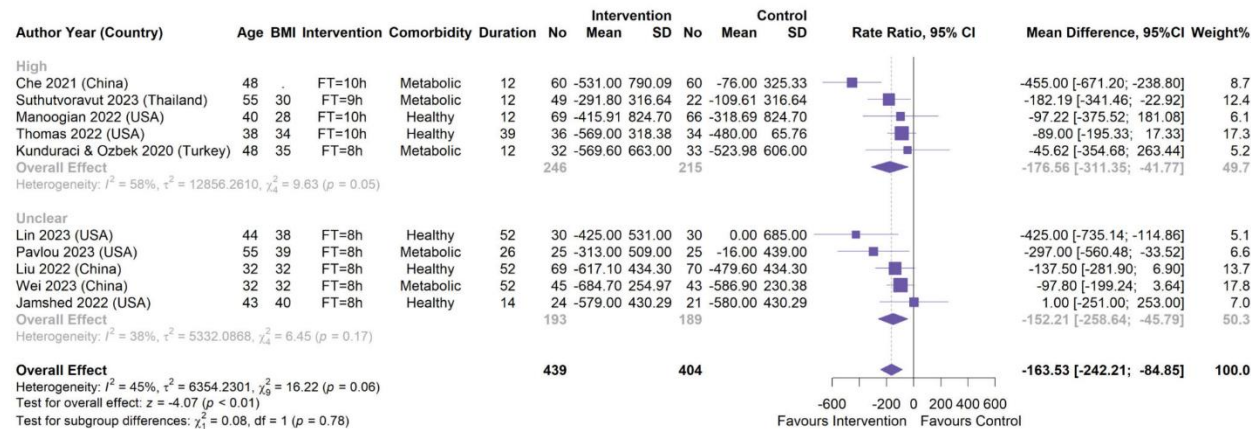 Intervention Control
Author Year (Country) Age BMI Intervention Comorbidity Duration No Mean SD No Mean SD Rate Ratio, 95% CI Mean Difference, 95%CI Weight%
High
Che 2021 (China) 48 . FT=10h Metabolic 12 60 -531.00 790.09 60 -76.00 325.33 -455.00 [-671.20; -238.80] 8.7
Suthutvoravut 2023 (Thailand) 55 30 FT=9h Metabolic 12 49 -291.80 316.64 22 -109.61 316.64 -182.19 [-341.46; -22.92] 12.4
Manoogian 2022 (USA) 40 28 FT=10h Healthy 12 69 -415.91 824.70 66 -318.69 824.70 -97.22 [-375.52; 181.08] 6.1
Thomas 2022 (USA) 38 34 FT=10h Healthy 39 36 -569.00 318.38 34 -480.00 65.76 -89.00 [-195.33; 17.33] 17.3
Kunduraci & Ozbek 2020 (Turkey) 48 35 FT=8h Metabolic 12 32 -569.60 663.00 33 -523.98 606.00 -45.62 [-354.68; 263.44] 5.2
Overall Effect 246 215 -176.56 [-311.35; -41.77] 49.7
Heterogeneity: I² = 58%, τ² = 12856.2610, χ²₄ = 9.63 (p = 0.05)
Unclear
Lin 2023 (USA) 44 38 FT=8h Healthy 52 30 -425.00 531.00 30 0.00 685.00 -425.00 [-735.14; -114.86] 5.1
Pavlou 2023 (USA) 55 39 FT=8h Metabolic 26 25 -313.00 509.00 25 -16.00 439.00 -297.00 [-560.48; -33.52] 6.6
Liu 2022 (China) 32 32 FT=8h Healthy 52 69 -617.10 434.30 70 -479.60 434.30 -137.50 [-281.90; 6.90] 13.7
Wei 2023 (China) 32 32 FT=8h Metabolic 52 45 -684.70 254.97 43 -586.90 230.38 -97.80 [-199.24; 3.64] 17.8
Jamshed 2022 (USA) 43 40 FT=8h Healthy 14 24 -579.00 430.29 21 -580.00 430.29 1.00 [-251.00; 253.00] 7.0
Overall Effect 193 189 -152.21 [-258.64; -45.79] 50.3
Heterogeneity: I² = 38%, τ² = 5332.0868, χ²₄ = 6.45 (p = 0.17)
Overall Effect 439 404 -163.53 [-242.21; -84.85] 100.0
Heterogeneity: I² = 45%, τ² = 6354.2301, χ²₉ = 16.22 (p = 0.06)
Test for overall effect: z = -4.07 (p < 0.01)
Test for subgroup differences: χ²₁ = 0.08, df = 1 (p = 0.78)
-600 -200 0 200 400 600
Favours Intervention Favours Control